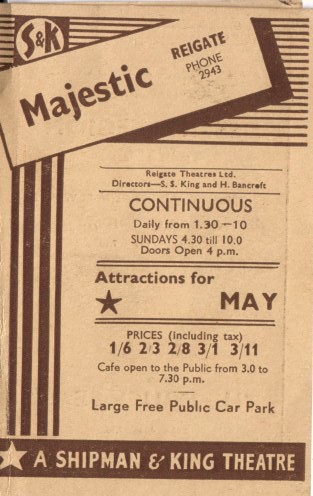 S&K
Majestic
REIGATE
PHONE
2943
Reigate Theatres Ltd.
Directors—S. S. King and H. Bancroft
CONTINUOUS
Daily from 1.30—10
SUNDAYS 4.30 till 10.0
Doors Open 4 p.m.
Attractions for
★ MAY
PRICES (including tax)
1/6 2/3 2/8 3/1 3/11
Cafe open to the Public from 3.0 to
7.30 p.m.
Large Free Public Car Park
★ A SHIPMAN & KING THEATRE